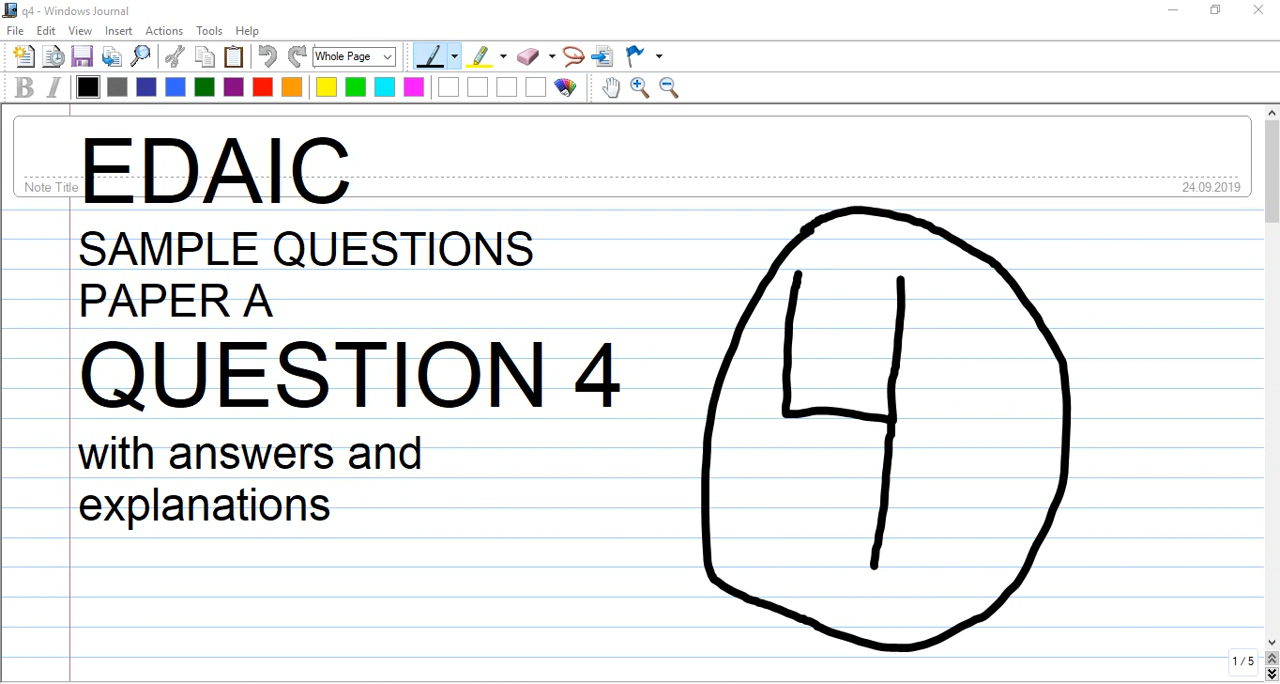 q4 - Windows Journal
File Edit View Insert Actions Tools Help
Whole Page
B I
Note Title
24.09.2019
EDAIC
SAMPLE QUESTIONS
PAPER A
QUESTION 4
with answers and
explanations
4
1 / 5